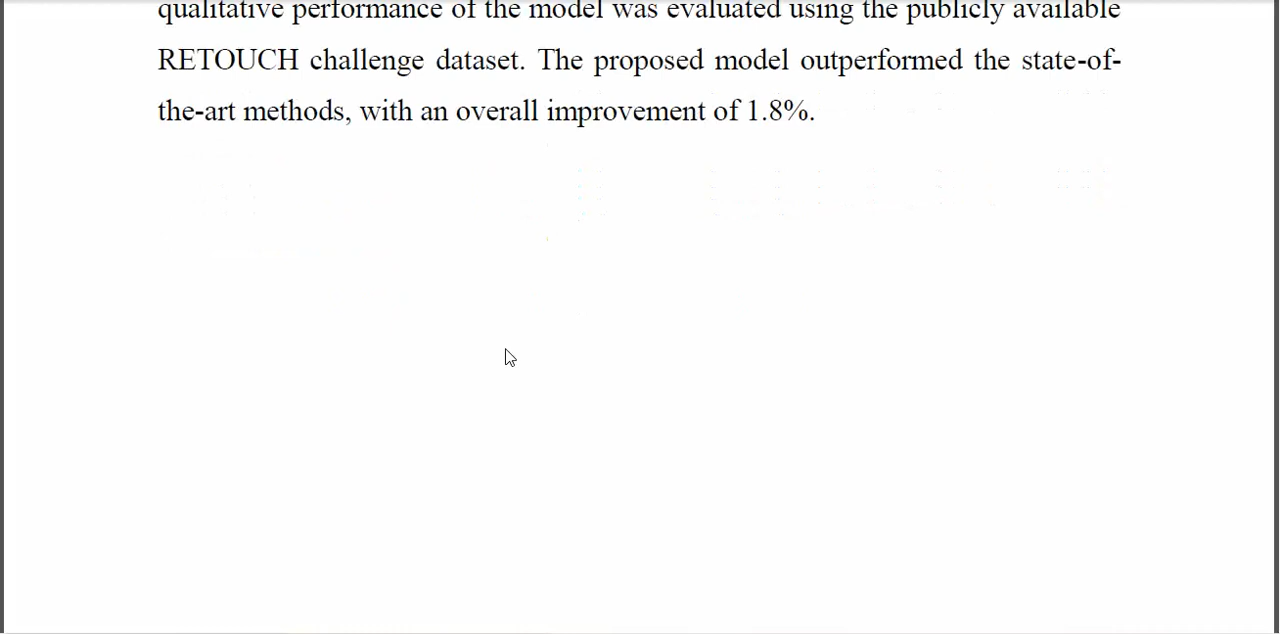 qualitative performance of the model was evaluated using the publicly available
RETOUCH challenge dataset. The proposed model outperformed the state-of-
the-art methods, with an overall improvement of 1.8%.